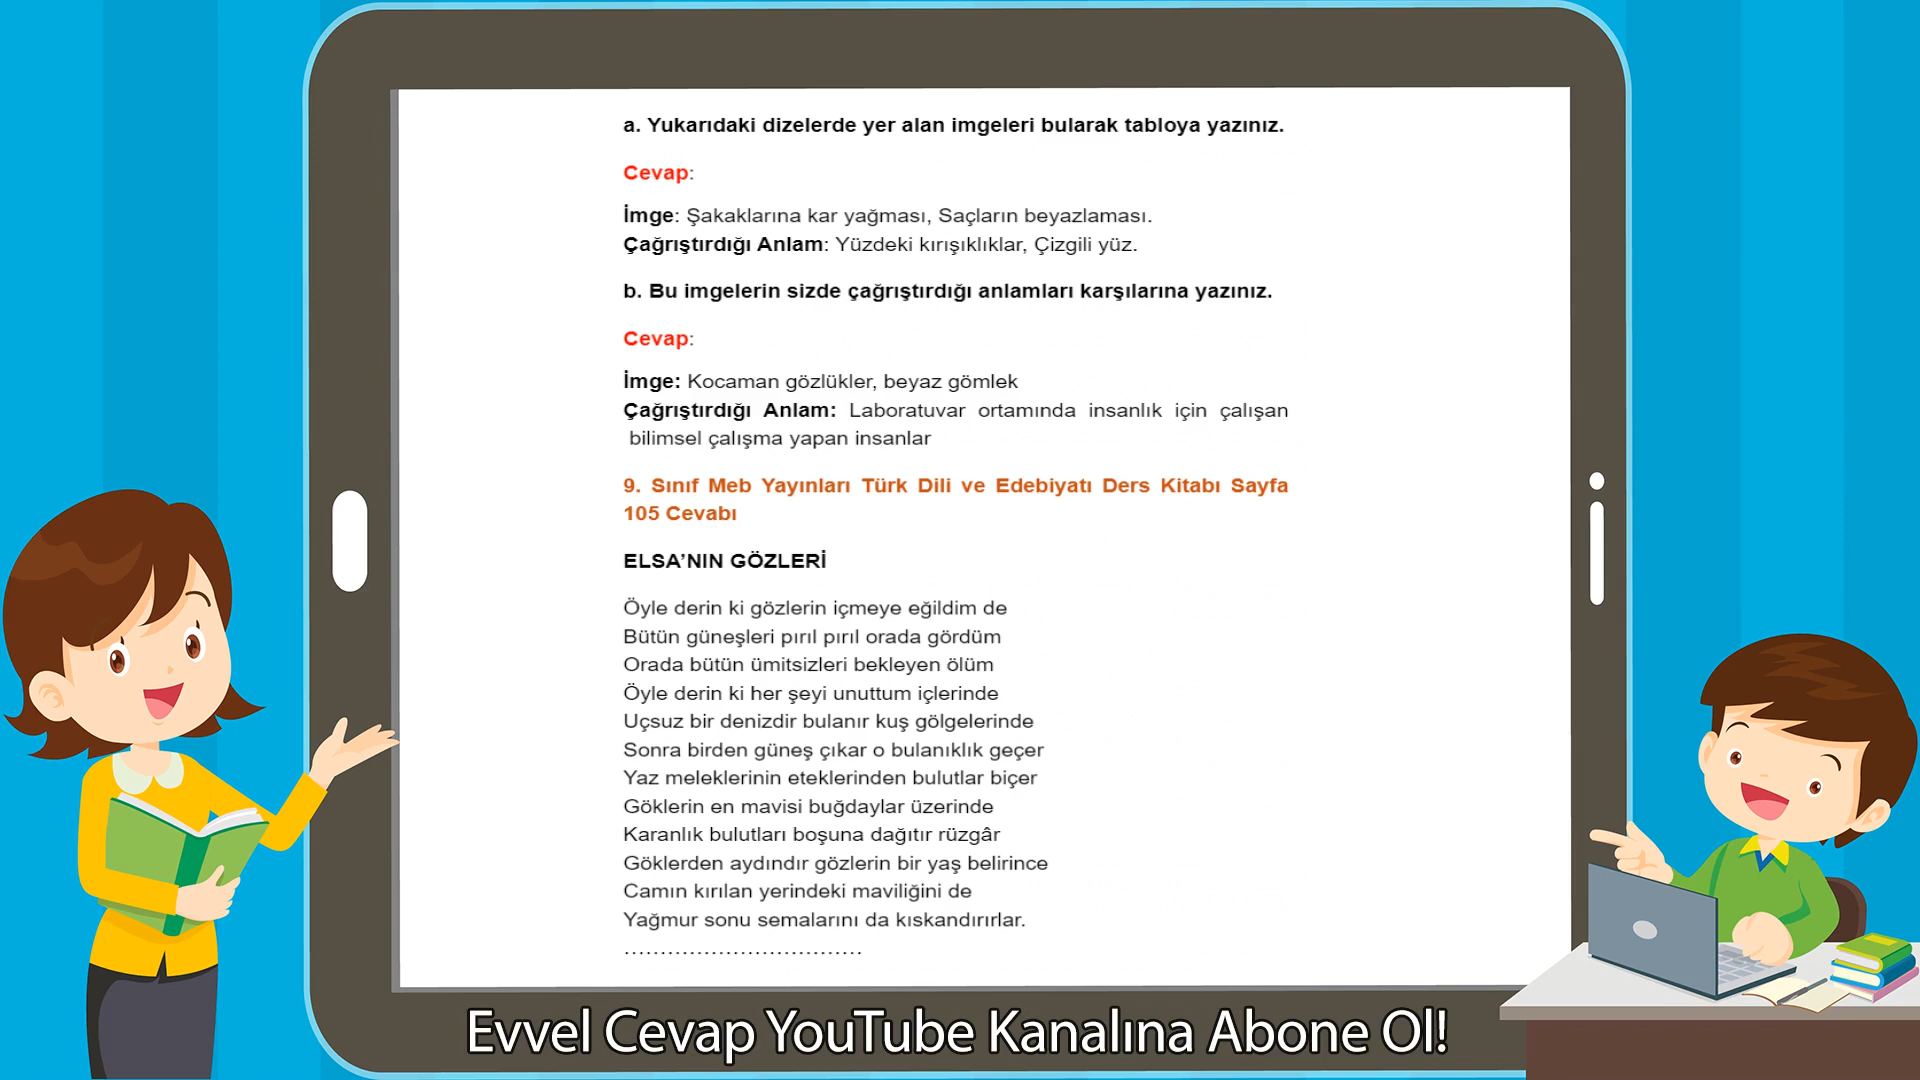 a. Yukarıdaki dizelerde yer alan imgeleri bularak tabloya yazınız.
Cevap:
İmge: Şakaklarına kar yağması, Saçların beyazlaması.
Çağrıştırdığı Anlam: Yüzdeki kırışıklıklar, Çizgili yüz.
b. Bu imgelerin sizde çağrıştırdığı anlamları karşılarına yazınız.
Cevap:
İmge: Kocaman gözlükler, beyaz gömlek
Çağrıştırdığı Anlam: Laboratuvar ortamında insanlık için çalışan
bilimsel çalışma yapan insanlar
9. Sınıf Meb Yayınları Türk Dili ve Edebiyatı Ders Kitabı Sayfa
105 Cevabı
ELSA’NIN GÖZLERİ
Öyle derin ki gözlerin içmeye eğildim de
Bütün güneşleri pırıl pırıl orada gördüm
Orada bütün ümitsizleri bekleyen ölüm
Öyle derin ki her şeyi unuttum içlerinde
Uçsuz bir denizdir bulanır kuş gölgelerinde
Sonra birden güneş çıkar o bulanıklık geçer
Yaz meleklerinin eteklerinden bulutlar biçer
Göklerin en mavisi buğdaylar üzerinde
Karanlık bulutları boşuna dağıtır rüzgâr
Göklerden aydındır gözlerin bir yaş belirince
Camın kırılan yerindeki maviliğini de
Yağmur sonu semalarını da kıskandırırlar.
……………………………
Evvel Cevap YouTube Kanalına Abone Ol!